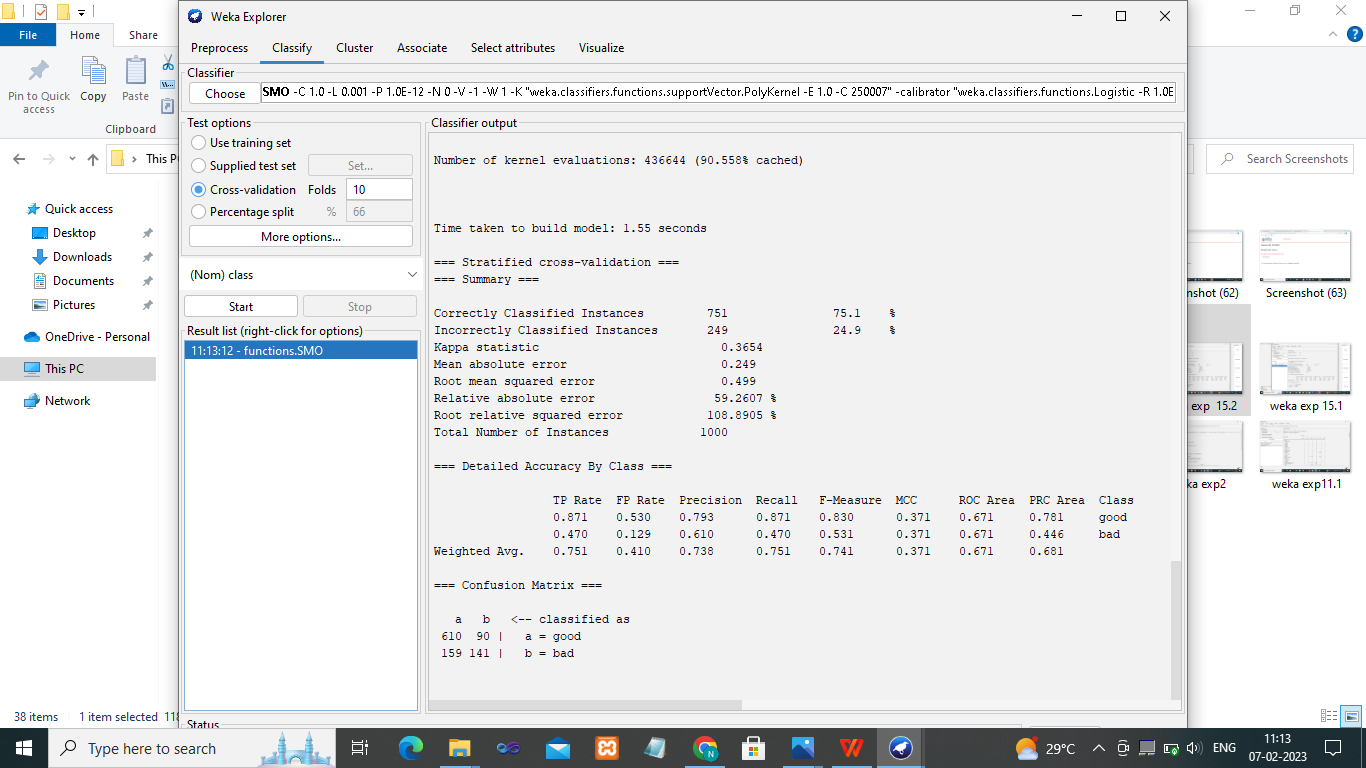 Weka Explorer
File Home Share
Preprocess Classify Cluster Associate Select attributes Visualize
Classifier
Choose SMO -C 1.0 -L 0.001 -P 1.0E-12 -N 0 -V -1 -W 1 -K "weka.classifiers.functions.supportVector.PolyKernel -E 1.0 -C 250007" -calibrator "weka.classifiers.functions.Logistic -R 1.0E
Pin to Quick access
Copy
Paste
Clipboard
This PC
Search Screenshots
Quick access
Desktop
Downloads
Documents
Pictures
OneDrive - Personal
This PC
Network
38 items 1 item selected 118
Test options
Use training set
Supplied test set Set...
Cross-validation Folds 10
Percentage split % 66
More options...
(Nom) class
Start Stop
Result list (right-click for options)
11:13:12 - functions.SMO
Classifier output
Number of kernel evaluations: 436644 (90.558% cached)
Time taken to build model: 1.55 seconds
=== Stratified cross-validation ===
=== Summary ===
Correctly Classified Instances 751 75.1 %
Incorrectly Classified Instances 249 24.9 %
Kappa statistic 0.3654
Mean absolute error 0.249
Root mean squared error 0.499
Relative absolute error 59.2607 %
Root relative squared error 108.8905 %
Total Number of Instances 1000
=== Detailed Accuracy By Class ===
TP Rate FP Rate Precision Recall F-Measure MCC ROC Area PRC Area Class
0.871 0.530 0.793 0.871 0.830 0.371 0.671 0.781 good
0.470 0.129 0.610 0.470 0.531 0.371 0.671 0.446 bad
Weighted Avg. 0.751 0.410 0.738 0.751 0.741 0.371 0.671 0.681
=== Confusion Matrix ===
a b <-- classified as
610 90 | a = good
159 141 | b = bad
Status
nshot (62) Screenshot (63)
exp 15.2 weka exp 15.1
ka exp2 weka exp11.1
Type here to search
29°C
ENG
11:13
07-02-2023